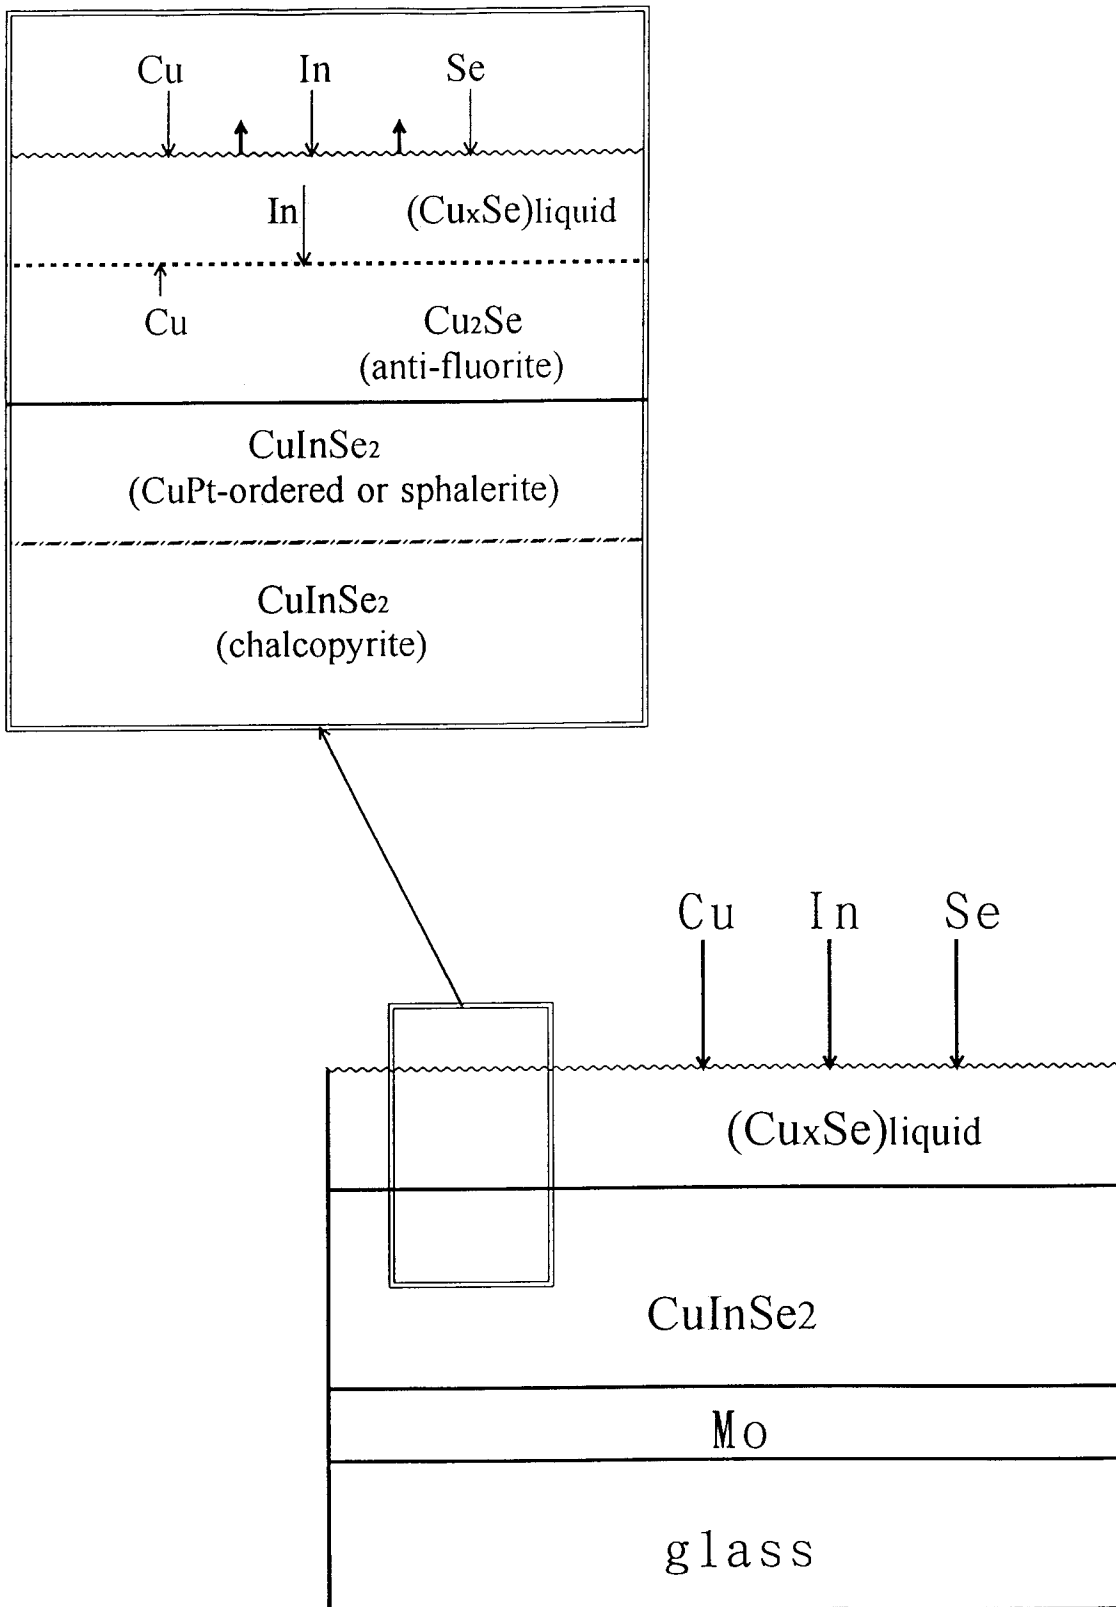 Cu In Se
In (CuxSe)liquid
Cu Cu2Se
(anti-fluorite)
CuInSe2
(CuPt-ordered or sphalerite)
CuInSe2
(chalcopyrite)
Cu In Se
(CuxSe)liquid
CuInSe2
Mo
glass